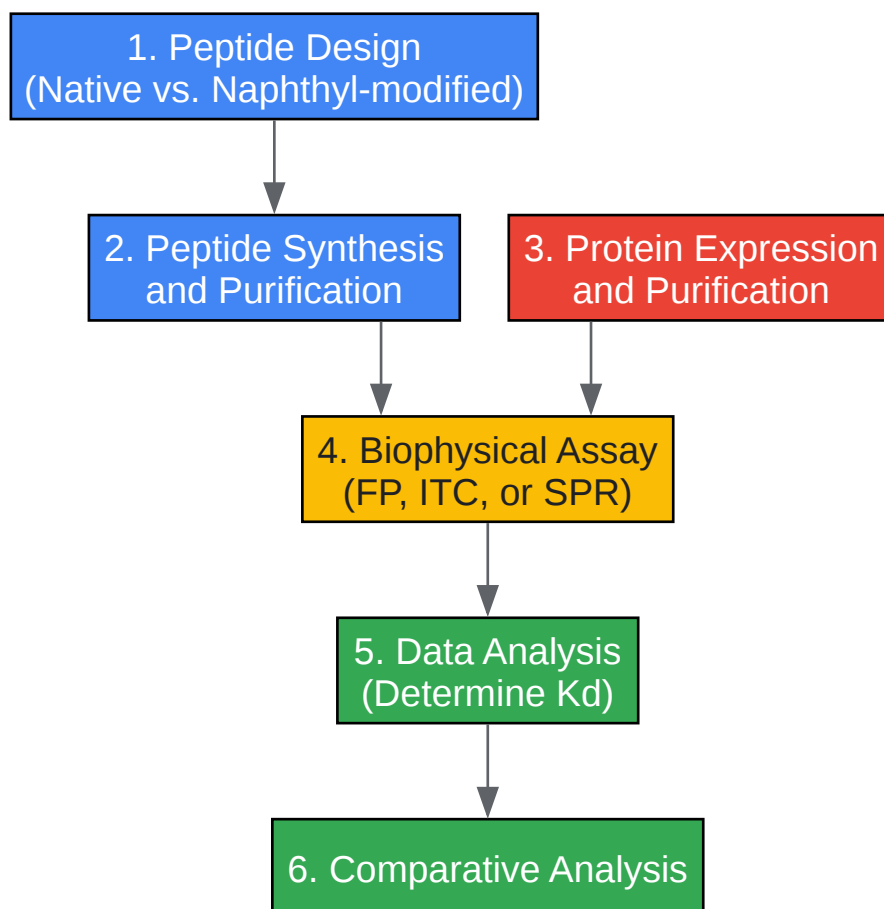 1. Peptide Design
(Native vs. Naphthyl-modified)
2. Peptide Synthesis
and Purification
3. Protein Expression
and Purification
4. Biophysical Assay
(FP, ITC, or SPR)
5. Data Analysis
(Determine Kd)
6. Comparative Analysis